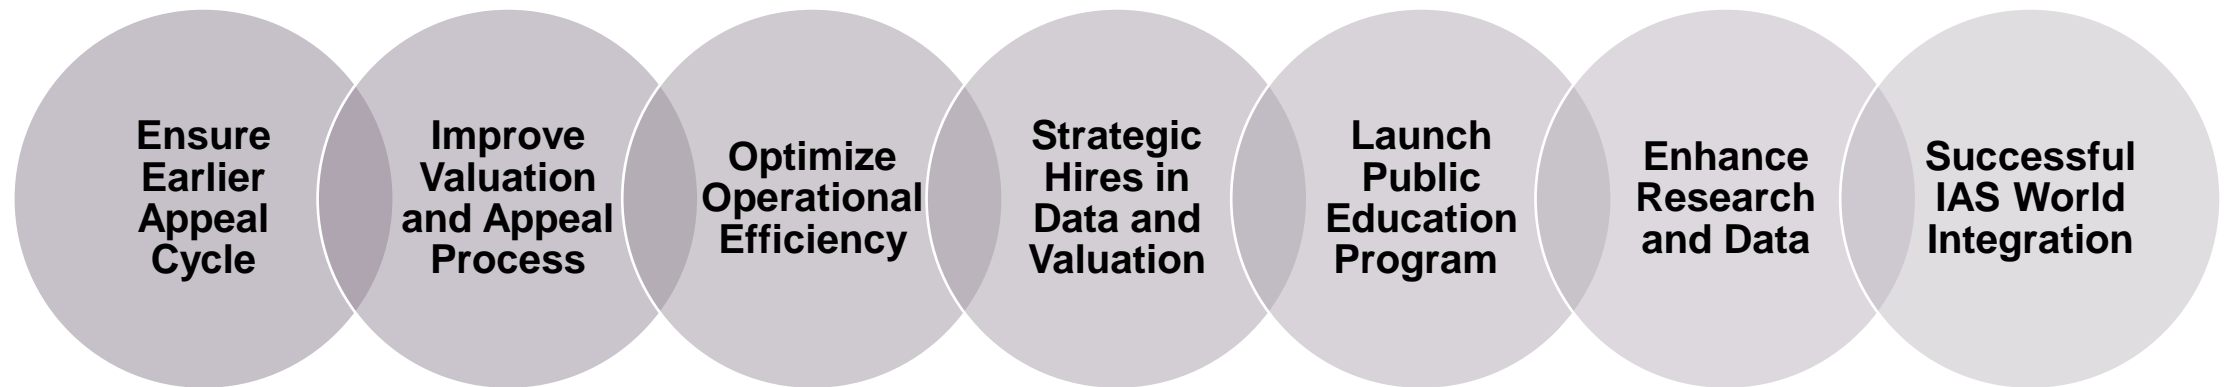 Ensure
Earlier
Appeal
Cycle
Improve
Valuation
and Appeal
Process
Optimize
Operational
Efficiency
Strategic
Hires in
Data and
Valuation
Launch
Public
Education
Program
Enhance
Research
and Data
Successful
IAS World
Integration